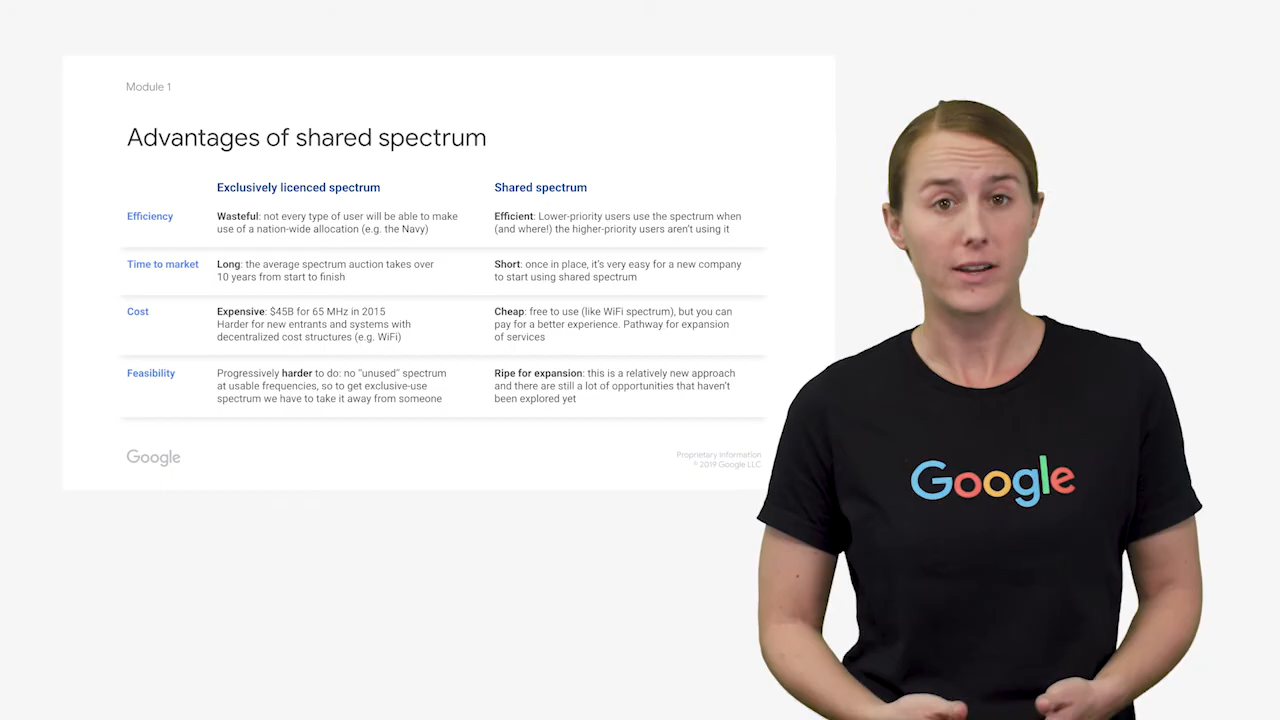 Module 1
Advantages of shared spectrum
Exclusively licenced spectrum
Shared spectrum
Efficiency
Wasteful: not every type of user will be able to make
use of a nation-wide allocation (e.g. the Navy)
Efficient: Lower-priority users use the spectrum when
(and where!) the higher-priority users aren't using it
Time to market
Long: the average spectrum auction takes over
10 years from start to finish
Short: once in place, it's very easy for a new company
to start using shared spectrum
Cost
Expensive: $45B for 65 MHz in 2015
Harder for new entrants and systems with
decentralized cost structures (e.g. WiFi)
Cheap: free to use (like WiFi spectrum), but you can
pay for a better experience. Pathway for expansion
of services
Feasibility
Progressively harder to do: no "unused" spectrum
at usable frequencies, so to get exclusive-use
spectrum we have to take it away from someone
Ripe for expansion: this is a relatively new approach
and there are still a lot of opportunities that haven't
been explored yet
Google
Proprietary Information
© 2019 Google LLC.
Google